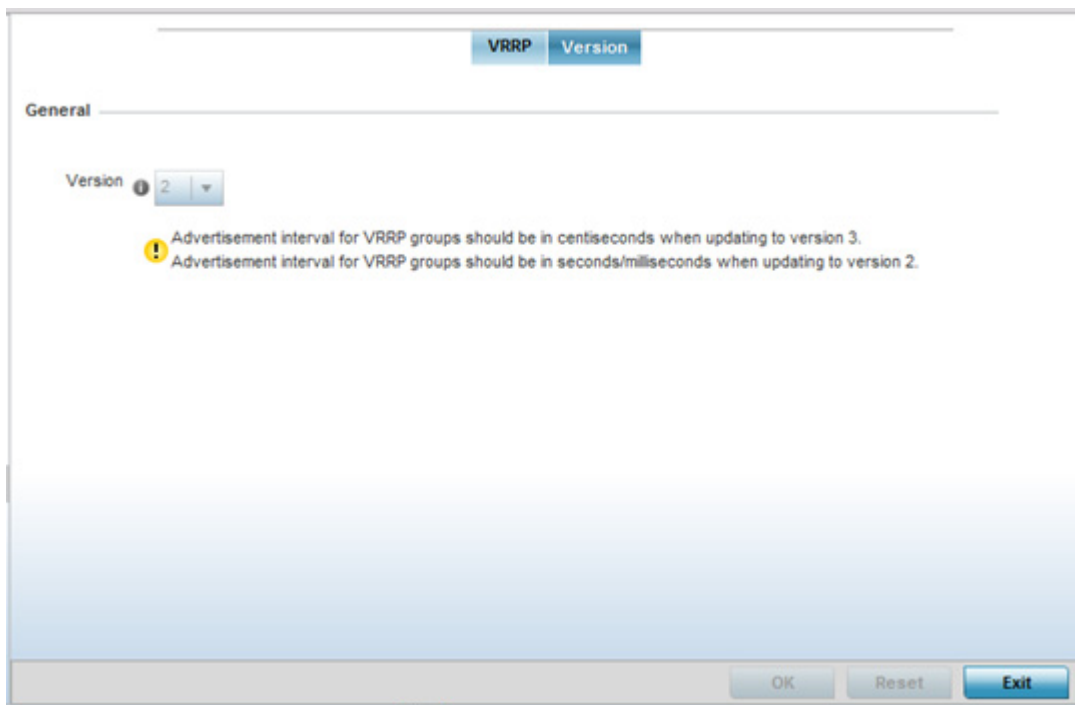 VRRP Version
General
Version 2
Advertisement interval for VRRP groups should be in centiseconds when updating to version 3.
Advertisement interval for VRRP groups should be in seconds/milliseconds when updating to version 2.
OK Reset Exit